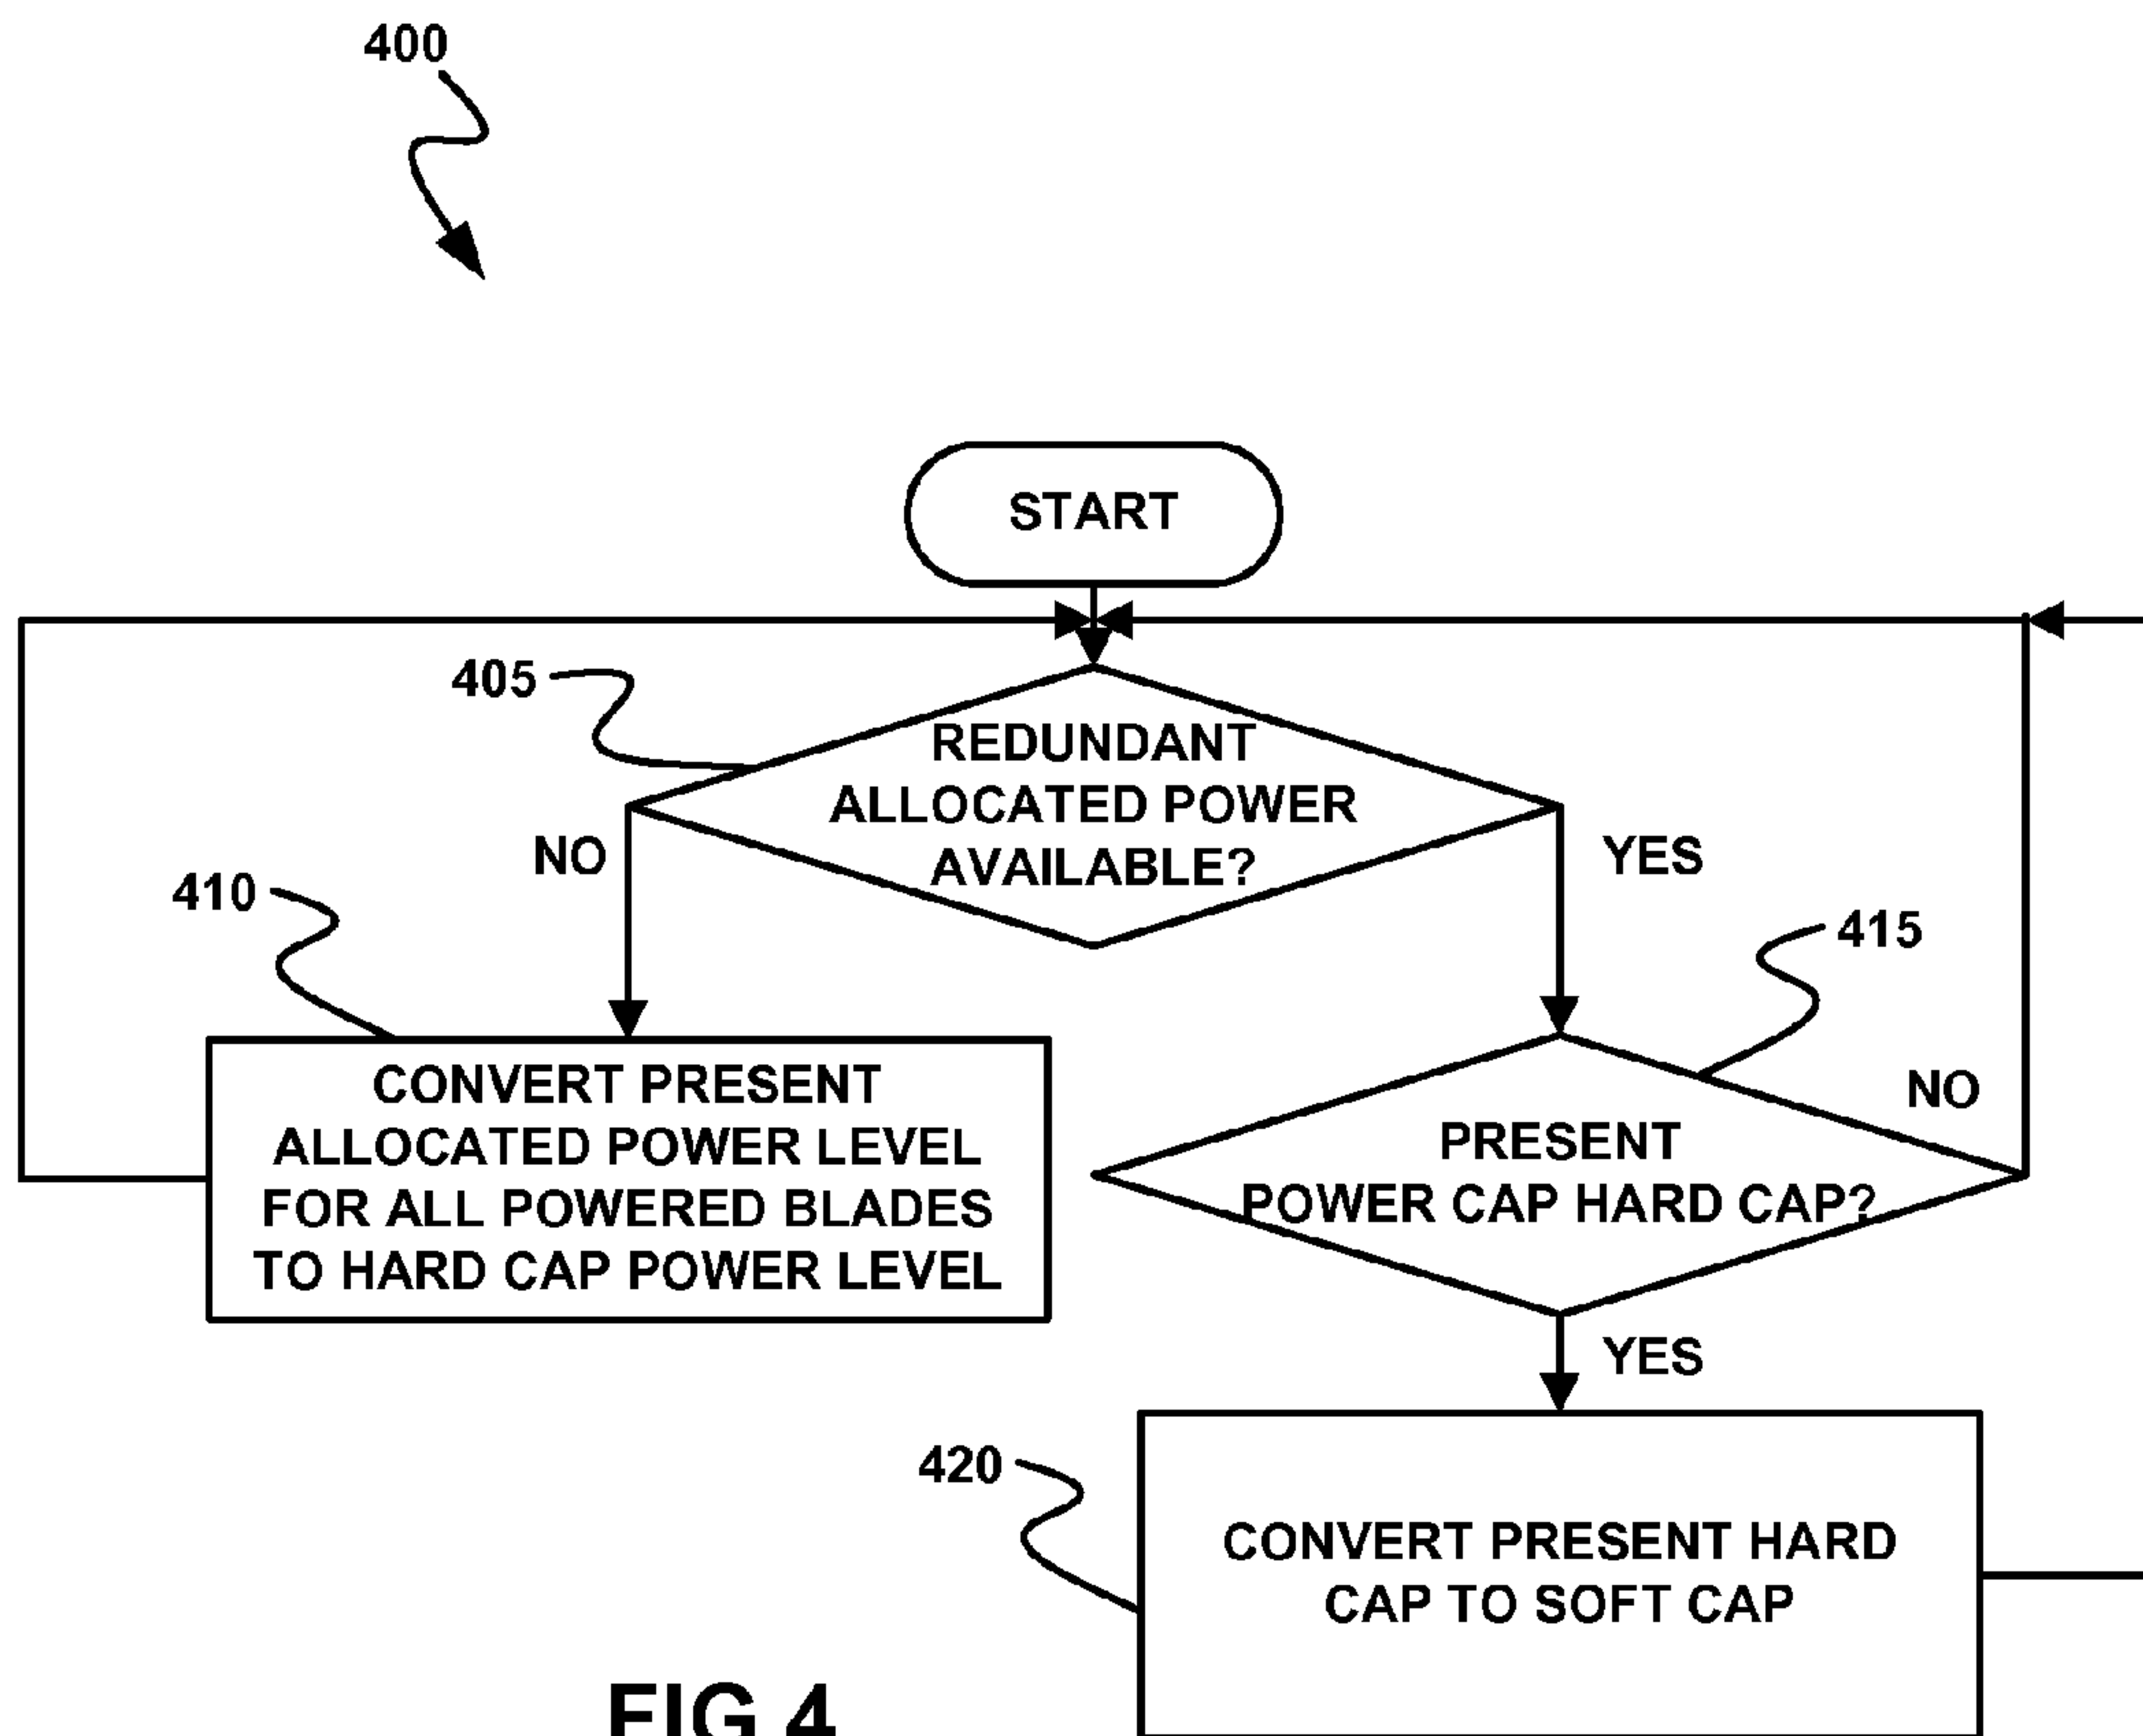 400
START
405
REDUNDANT
ALLOCATED POWER
AVAILABLE?
NO
YES
410
415
CONVERT PRESENT
ALLOCATED POWER LEVEL
FOR ALL POWERED BLADES
TO HARD CAP POWER LEVEL
NO
PRESENT
POWER CAP HARD CAP?
YES
420
CONVERT PRESENT HARD
CAP TO SOFT CAP
FIG 4